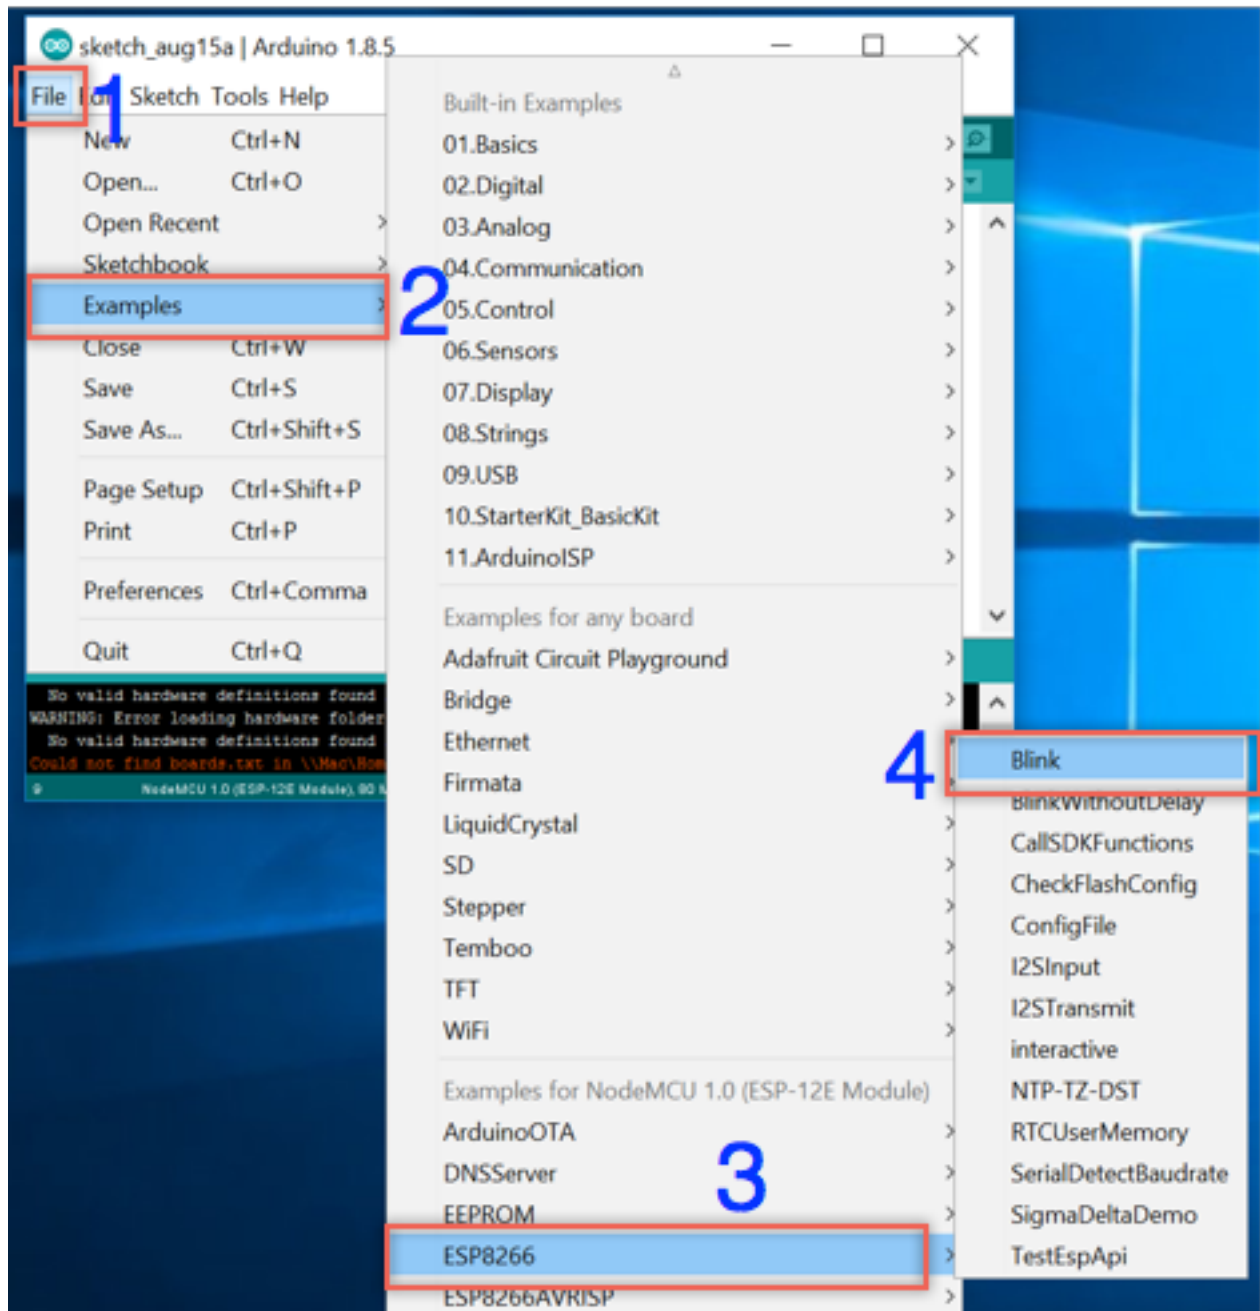 sketch_aug15a | Arduino 1.8.5
File Edit Sketch Tools Help
1
New Ctrl+N
Open... Ctrl+O
Open Recent
Sketchbook
Examples
2
Close Ctrl+W
Save Ctrl+S
Save As... Ctrl+Shift+S
Page Setup Ctrl+Shift+P
Print Ctrl+P
Preferences Ctrl+Comma
Quit Ctrl+Q
No valid hardware definitions found
WARNING: Error loading hardware folder
No valid hardware definitions found
Could not find boards.txt in \\Mac\Hom
9 NodeMCU 1.0 (ESP-12E Module), 80 M
Built-in Examples
01.Basics
02.Digital
03.Analog
04.Communication
05.Control
06.Sensors
07.Display
08.Strings
09.USB
10.StarterKit_BasicKit
11.ArduinoISP
Examples for any board
Adafruit Circuit Playground
Bridge
Ethernet
Firmata
LiquidCrystal
SD
Stepper
Temboo
TFT
WiFi
Examples for NodeMCU 1.0 (ESP-12E Module)
ArduinoOTA
DNSServer
EEPROM
3
ESP8266
ESP8266AVRISP
4
Blink
BlinkWithoutDelay
CallSDKFunctions
CheckFlashConfig
ConfigFile
I2SInput
I2STransmit
interactive
NTP-TZ-DST
RTCUserMemory
SerialDetectBaudrate
SigmaDeltaDemo
TestEspApi